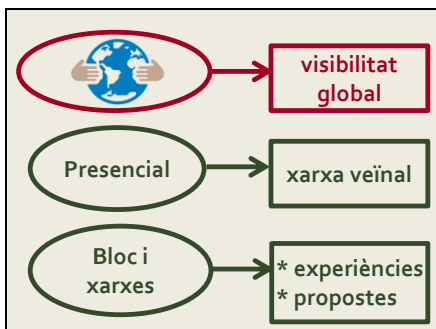 visibilitat
global
Presencial
xarxa veïnal
Bloc i
xarxes
* experiències
* propostes